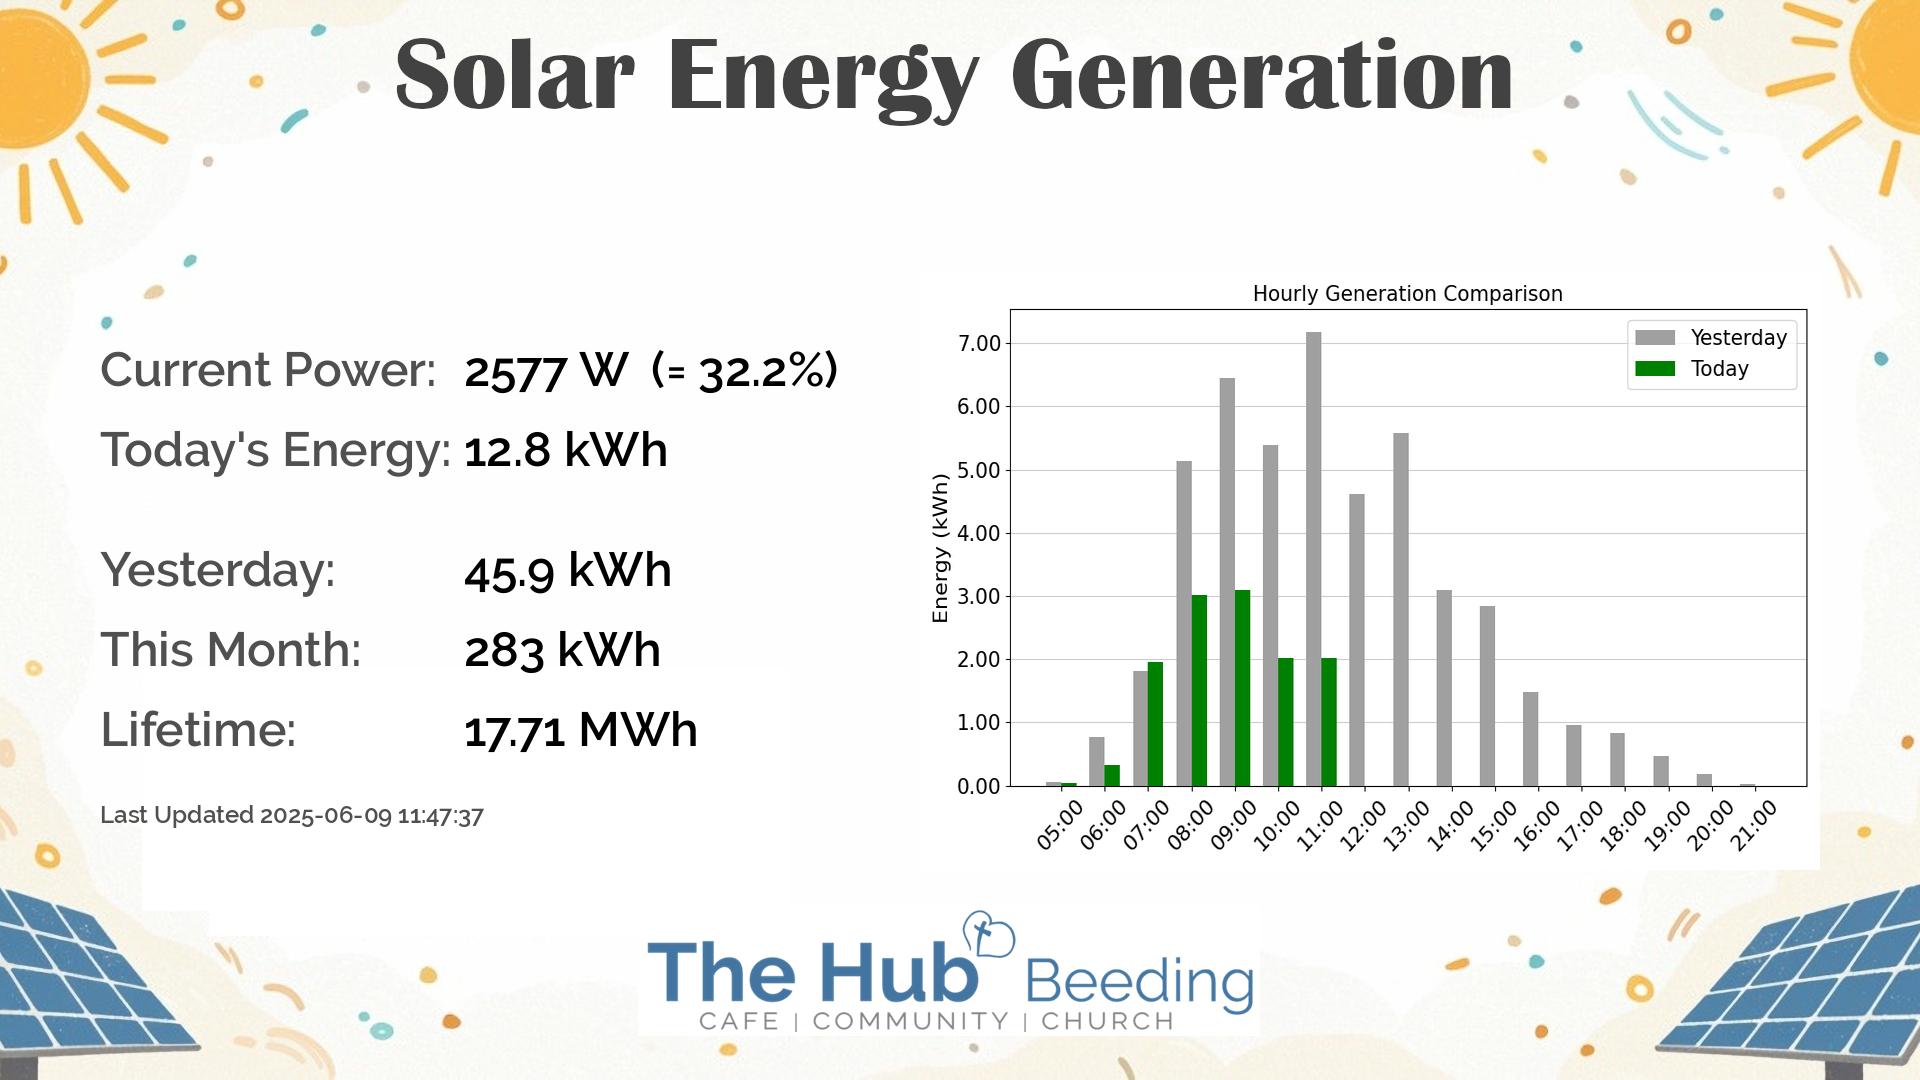 Solar Energy Generation
Current Power: 2577 W (= 32.2%)
Today's Energy: 12.8 kWh
Yesterday: 45.9 kWh
This Month: 283 kWh
Lifetime: 17.71 MWh
Last Updated 2025-06-09 11:47:37
Hourly Generation Comparison
Yesterday
Today
Energy (kWh)
7.00
6.00
5.00
4.00
3.00
2.00
1.00
0.00
05:00 06:00 07:00 08:00 09:00 10:00 11:00 12:00 13:00 14:00 15:00 16:00 17:00 18:00 19:00 20:00 21:00
The Hub Beeding
CAFE | COMMUNITY | CHURCH